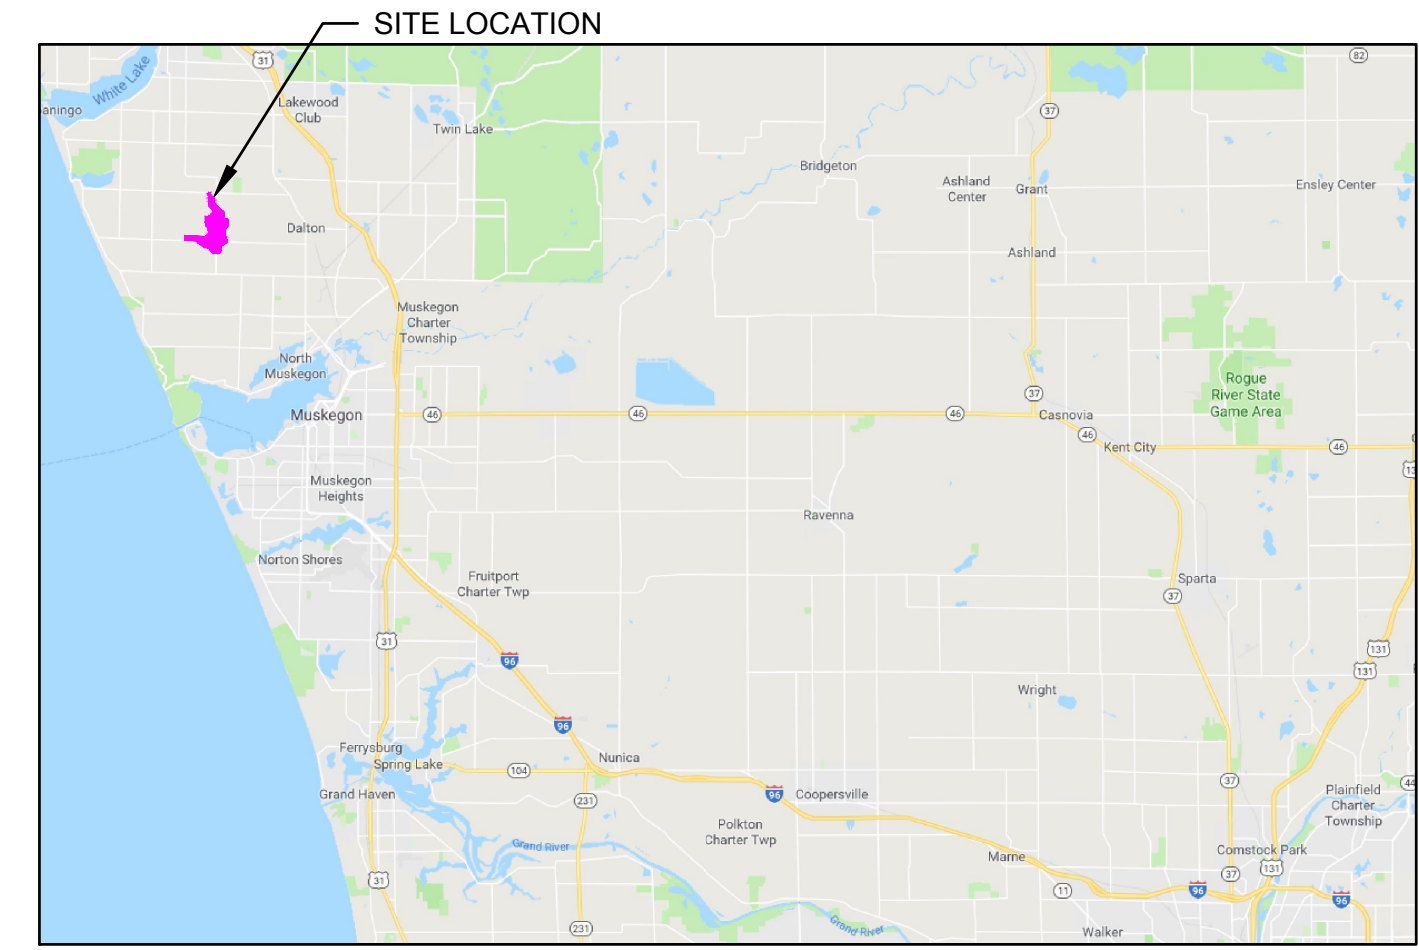 SITE LOCATION
31
82
White Lake
aningo
Lakewood
Club
37
Twin Lake
Bridgeton
Ashland
Center
Grant
Ensley Center
Dalton
Ashland
Muskegon
Charter
Township
North
Muskegon
Rogue
River State
Game Area
37
Muskegon
46
46
46
Casnovia
46
Kent City
46
13
Muskegon
Heights
Ravenna
Norton Shores
Fruitport
Charter Twp
Sparta
37
31
131
96
131
Wright
96
Ferrysburg
Spring Lake
104
Nunica
37
44
Grand Haven
231
96
Coopersville
Plainfield
Charter
Township
Polkton
Charter Twp
Grand River
Marne
Comstock Park
31
11
37
131
96
96
231
Grand River
Walker